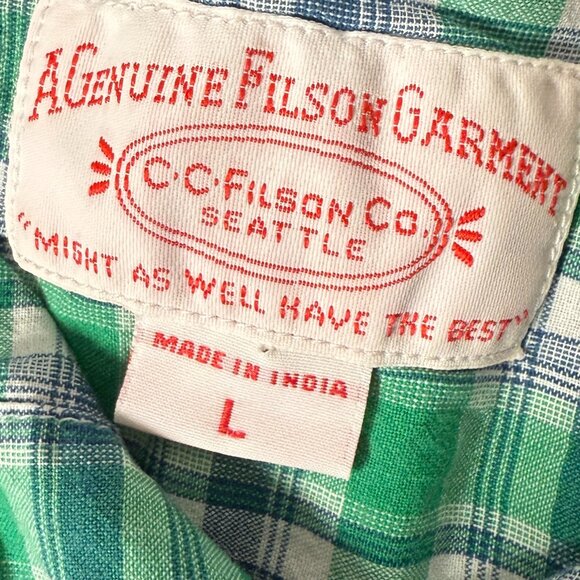 A GENUINE FILSON GARMENT
C.C. FILSON CO.
SEATTLE
"MIGHT AS WELL HAVE THE BEST"
MADE IN INDIA
L